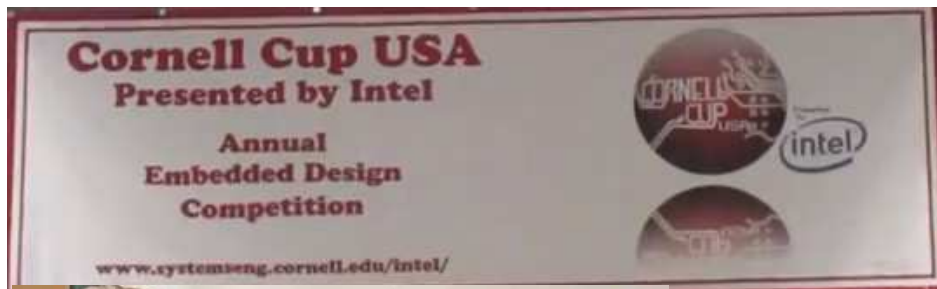 Cornell Cup USA
Presented by Intel
Annual
Embedded Design
Competition
www.systemseng.cornell.edu/intel/
CORNELL
CUP
USA
intel
CUP